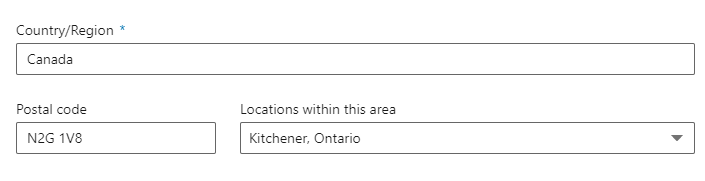 Country/Region *
Canada
Postal code
Locations within this area
N2G 1V8
Kitchener, Ontario